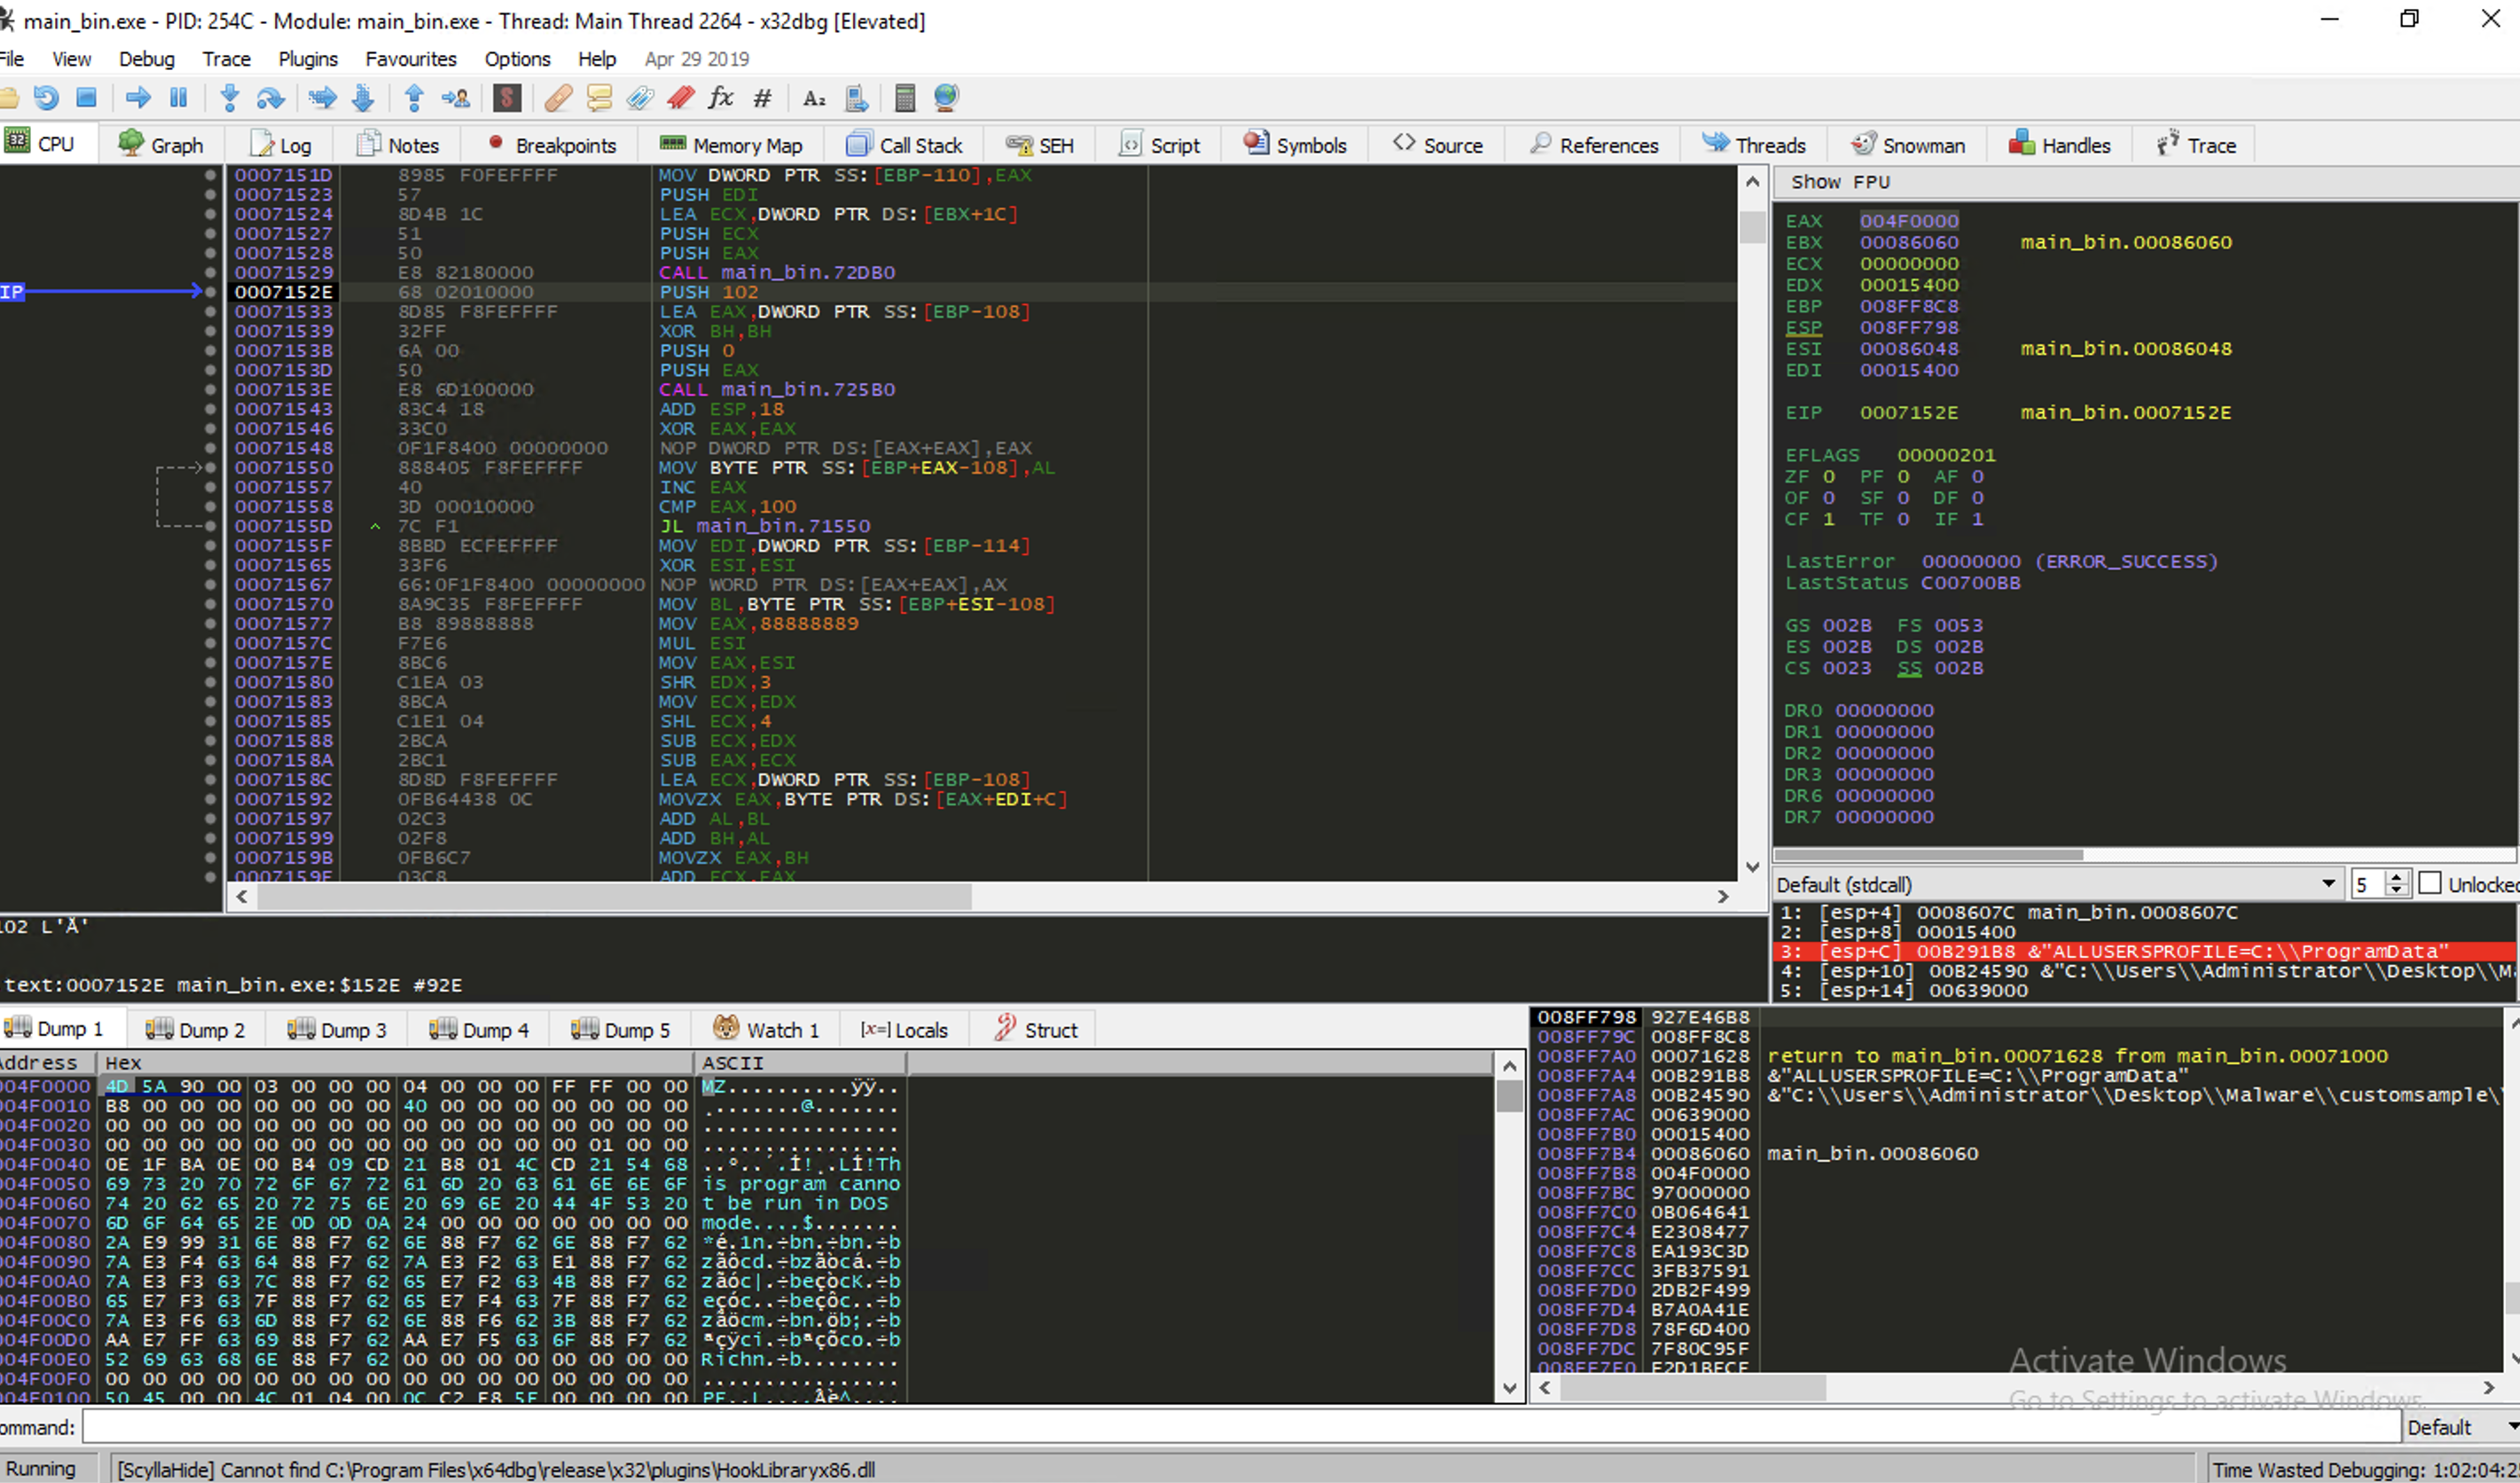 main_bin.exe - PID: 254C - Module: main_bin.exe - Thread: Main Thread 2264 - x32dbg [Elevated]
File View Debug Trace Plugins Favourites Options Help Apr 29 2019
CPU Graph Log Notes Breakpoints Memory Map Call Stack SEH Script Symbols Source References Threads Snowman Handles Trace
0007151D 8985 F0FEFFFF MOV DWORD PTR SS:[EBP-110],EAX
00071523 57 PUSH EDI
00071524 8D4B 1C LEA ECX,DWORD PTR DS:[EBX+1C]
00071527 51 PUSH ECX
00071528 50 PUSH EAX
00071529 E8 82180000 CALL main_bin.72DB0
IP 0007152E 68 02010000 PUSH 102
00071533 8D85 F8FEFFFF LEA EAX,DWORD PTR SS:[EBP-108]
00071539 32FF XOR BH,BH
0007153B 6A 00 PUSH 0
0007153D 50 PUSH EAX
0007153E E8 6D100000 CALL main_bin.725B0
00071543 83C4 18 ADD ESP,18
00071546 33C0 XOR EAX,EAX
00071548 0F1F8400 00000000 NOP DWORD PTR DS:[EAX+EAX],EAX
00071550 888405 F8FEFFFF MOV BYTE PTR SS:[EBP+EAX-108],AL
00071557 40 INC EAX
00071558 3D 00010000 CMP EAX,100
0007155D 7C F1 JL main_bin.71550
0007155F 8BBD ECFEFFFF MOV EDI,DWORD PTR SS:[EBP-114]
00071565 33F6 XOR ESI,ESI
00071567 66:0F1F8400 00000000 NOP WORD PTR DS:[EAX+EAX],AX
00071570 8A9C35 F8FEFFFF MOV BL,BYTE PTR SS:[EBP+ESI-108]
00071577 B8 89888888 MOV EAX,88888889
0007157C F7E6 MUL ESI
0007157E 8BC6 MOV EAX,ESI
00071580 C1EA 03 SHR EDX,3
00071583 8BCA MOV ECX,EDX
00071585 C1E1 04 SHL ECX,4
00071588 2BCA SUB ECX,EDX
0007158A 2BC1 SUB EAX,ECX
0007158C 8D8D F8FEFFFF LEA ECX,DWORD PTR SS:[EBP-108]
00071592 0FB64438 0C MOVZX EAX,BYTE PTR DS:[EAX+EDI+C]
00071597 02C3 ADD AL,BL
00071599 02F8 ADD BH,AL
0007159B 0FB6C7 MOVZX EAX,BH
0007159E 03C8 ADD ECX,EAX
Show FPU
EAX 004F0000
EBX 00086060 main_bin.00086060
ECX 00000000
EDX 00015400
EBP 008FF8C8
ESP 008FF798
ESI 00086048 main_bin.00086048
EDI 00015400
EIP 0007152E main_bin.0007152E
EFLAGS 00000201
ZF 0 PF 0 AF 0
OF 0 SF 0 DF 0
CF 1 TF 0 IF 1
LastError 00000000 (ERROR_SUCCESS)
LastStatus C00700BB
GS 002B FS 0053
ES 002B DS 002B
CS 0023 SS 002B
DR0 00000000
DR1 00000000
DR2 00000000
DR3 00000000
DR6 00000000
DR7 00000000
Default (stdcall) 5 Unlocked
1: [esp+4] 0008607C main_bin.0008607C
2: [esp+8] 00015400
3: [esp+C] 00B291B8 &"ALLUSERSPROFILE=C:\\ProgramData"
4: [esp+10] 00B24590 &"C:\\Users\\Administrator\\Desktop\\M
5: [esp+14] 00639000
102 L'Ă'
text:0007152E main_bin.exe:$152E #92E
Dump 1 Dump 2 Dump 3 Dump 4 Dump 5 Watch 1 [x=] Locals Struct
Address Hex ASCII
004F0000 4D 5A 90 00 03 00 00 00 04 00 00 00 FF FF 00 00 MZ..........ÿÿ..
004F0010 B8 00 00 00 00 00 00 00 40 00 00 00 00 00 00 00 ¸.......@.......
004F0020 00 00 00 00 00 00 00 00 00 00 00 00 00 00 00 00 ................
004F0030 00 00 00 00 00 00 00 00 00 00 00 00 00 01 00 00 ................
004F0040 0E 1F BA 0E 00 B4 09 CD 21 B8 01 4C CD 21 54 68 ..º..´.Í!¸.LÍ!Th
004F0050 69 73 20 70 72 6F 67 72 61 6D 20 63 61 6E 6E 6F is program canno
004F0060 74 20 62 65 20 72 75 6E 20 69 6E 20 44 4F 53 20 t be run in DOS
004F0070 6D 6F 64 65 2E 0D 0D 0A 24 00 00 00 00 00 00 00 mode....$.......
004F0080 2A E9 99 31 6E 88 F7 62 6E 88 F7 62 6E 88 F7 62 *é.1n.÷bn.÷bn.÷b
004F0090 7A E3 F4 63 64 88 F7 62 7A E3 F2 63 E1 88 F7 62 zãôcd.÷bzãòcá.÷b
004F00A0 7A E3 F3 63 7C 88 F7 62 65 E7 F2 63 4B 88 F7 62 zãóc|.÷beçòcK.÷b
004F00B0 65 E7 F3 63 7F 88 F7 62 65 E7 F4 63 7F 88 F7 62 eçóc..÷beçôc..÷b
004F00C0 7A E3 F6 63 6D 88 F7 62 6E 88 F6 62 3B 88 F7 62 zãöcm.÷bn.öb;.÷b
004F00D0 AA E7 FF 63 69 88 F7 62 AA E7 F5 63 6F 88 F7 62 ªçÿci.÷bªçõco.÷b
004F00E0 52 69 63 68 6E 88 F7 62 00 00 00 00 00 00 00 00 Richn.÷b........
004F00F0 00 00 00 00 00 00 00 00 00 00 00 00 00 00 00 00 ................
004F0100 50 45 00 00 4C 01 04 00 0C C2 E8 5E 00 00 00 00 PE..L....Âè^....
008FF798 927E46B8
008FF79C 008FF8C8
008FF7A0 00071628 return to main_bin.00071628 from main_bin.00071000
008FF7A4 00B291B8 &"ALLUSERSPROFILE=C:\\ProgramData"
008FF7A8 00B24590 &"C:\\Users\\Administrator\\Desktop\\Malware\\customsample\
008FF7AC 00639000
008FF7B0 00015400
008FF7B4 00086060 main_bin.00086060
008FF7B8 004F0000
008FF7BC 97000000
008FF7C0 0B064641
008FF7C4 E2308477
008FF7C8 EA193C3D
008FF7CC 3FB37591
008FF7D0 2DB2F499
008FF7D4 B7A0A41E
008FF7D8 78F6D400
008FF7DC 7F80C95F
008FF7E0 E2D1BECE
Activate Windows
Go to Settings to activate Windows.
Command: Default
Running [ScyllaHide] Cannot find C:\Program Files\x64dbg\release\x32\plugins\HookLibraryx86.dll Time Wasted Debugging: 1:02:04:2